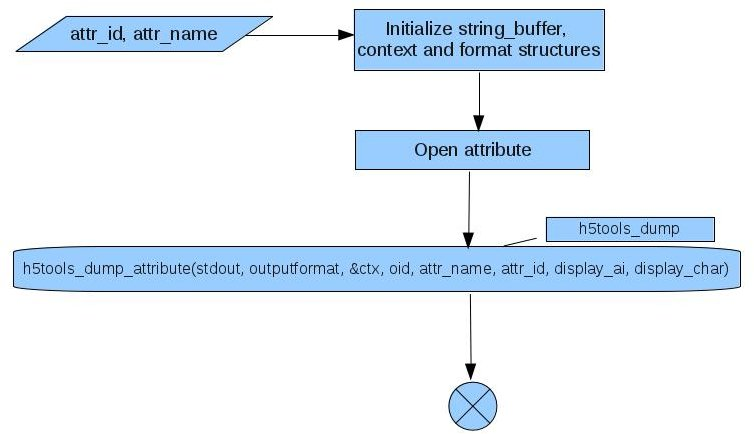 attr_id, attr_name
Initialize string_buffer,
context and format structures
Open attribute
h5tools_dump
h5tools_dump_attribute(stdout, outputformat, &ctx, oid, attr_name, attr_id, display_ai, display_char)